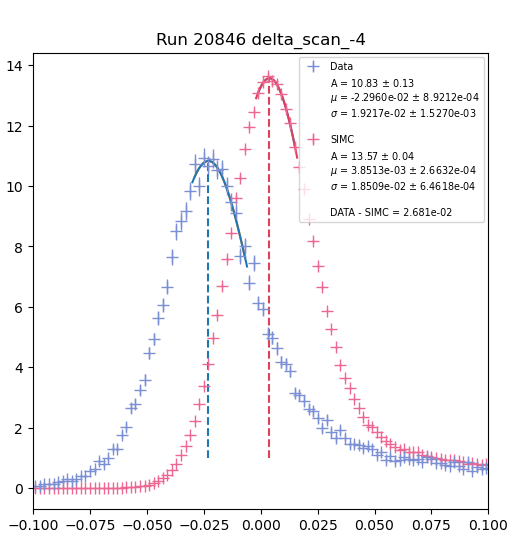 Run 20846 delta_scan_-4
Data
A = 10.83 ± 0.13
μ = -2.2960e-02 ± 8.9212e-04
σ = 1.9217e-02 ± 1.5270e-03
SIMC
A = 13.57 ± 0.04
μ = 3.8513e-03 ± 2.6632e-04
σ = 1.8509e-02 ± 6.4618e-04
DATA - SIMC = 2.681e-02
14
12
10
8
6
4
2
0
−0.100 −0.075 −0.050 −0.025 0.000 0.025 0.050 0.075 0.100